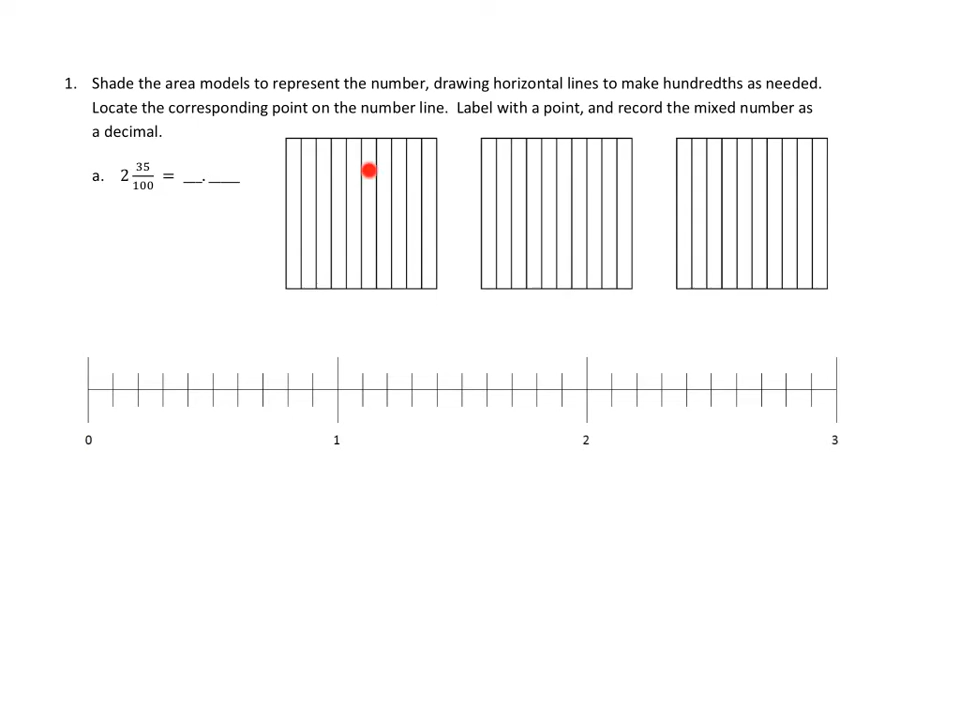 1. Shade the area models to represent the number, drawing horizontal lines to make hundredths as needed.
Locate the corresponding point on the number line. Label with a point, and record the mixed number as
a decimal.
a. 2 35/100 = __.___
0 1 2 3